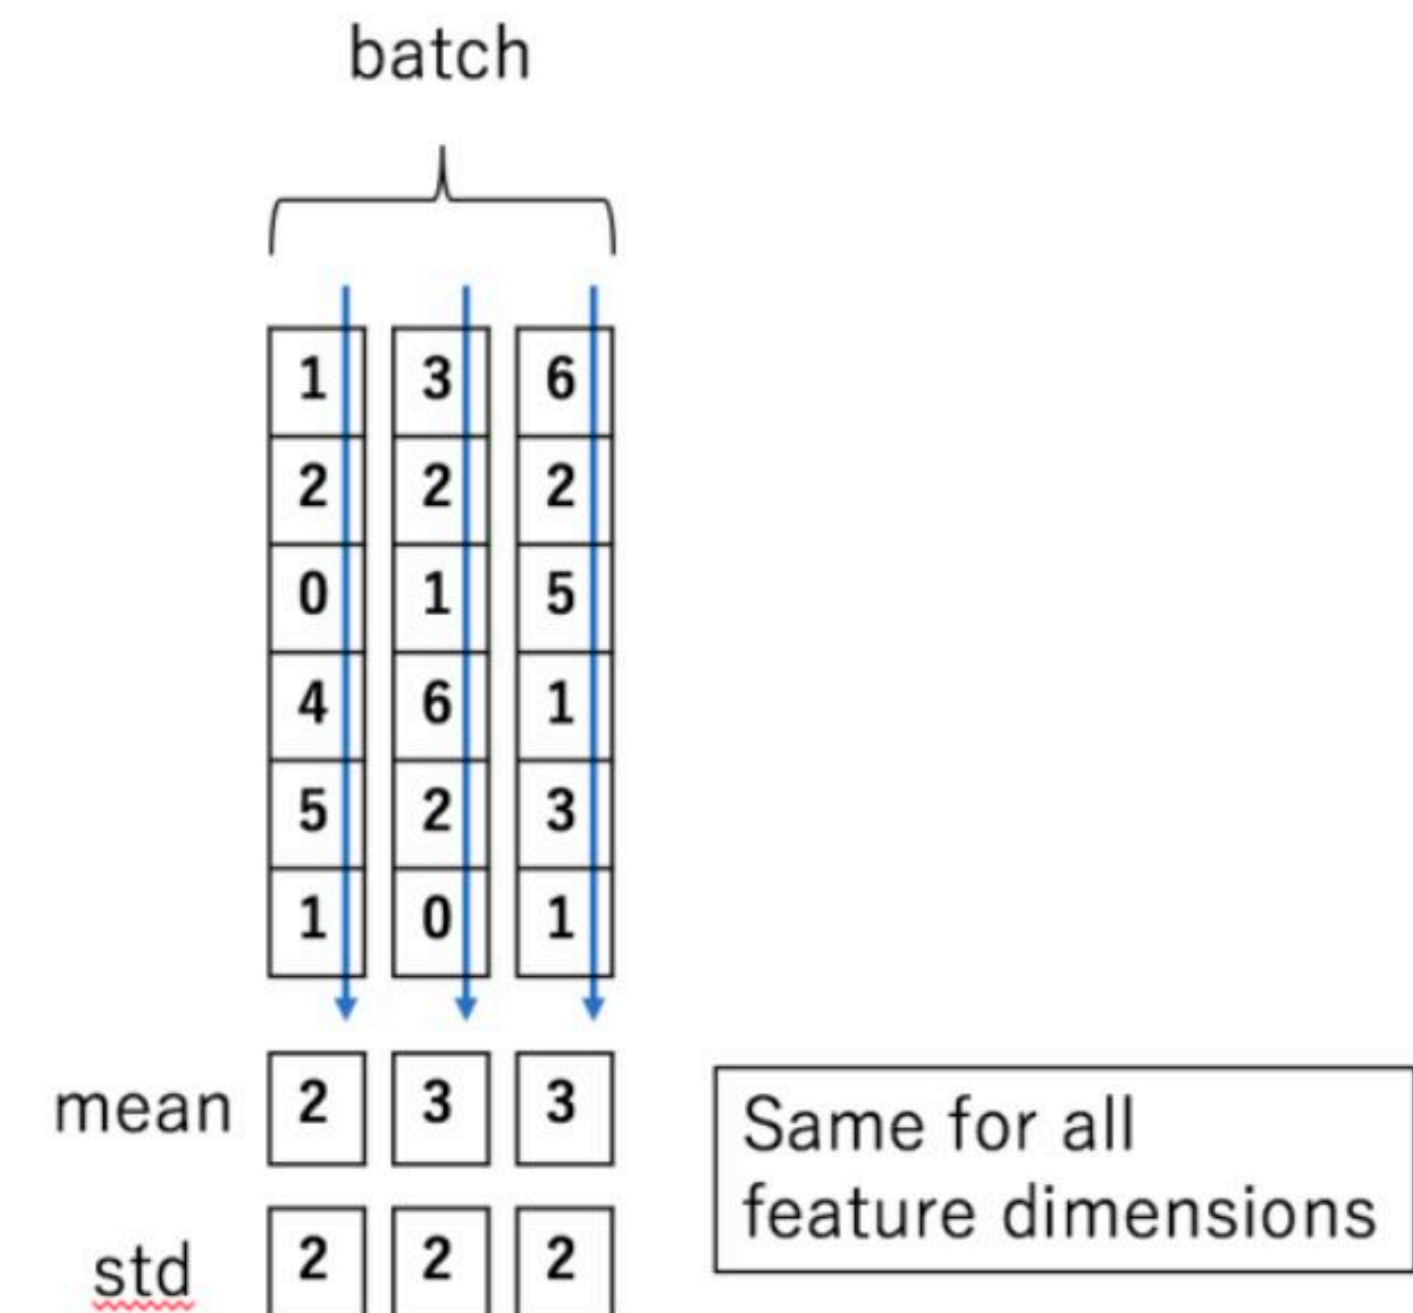 batch
1 3 6
2 2 2
0 1 5
4 6 1
5 2 3
1 0 1
mean 2 3 3
Same for all
feature dimensions
std 2 2 2